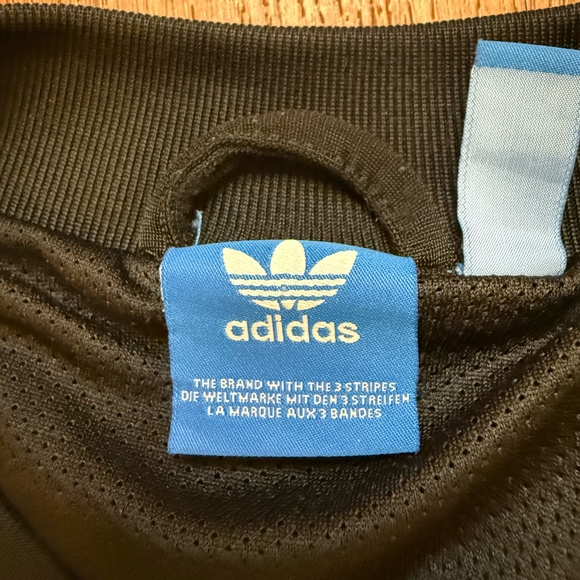 adidas
THE BRAND WITH THE 3 STRIPES
DIE WELTMARKE MIT DEN 3 STREIFEN
LA MARQUE AUX 3 BANDES